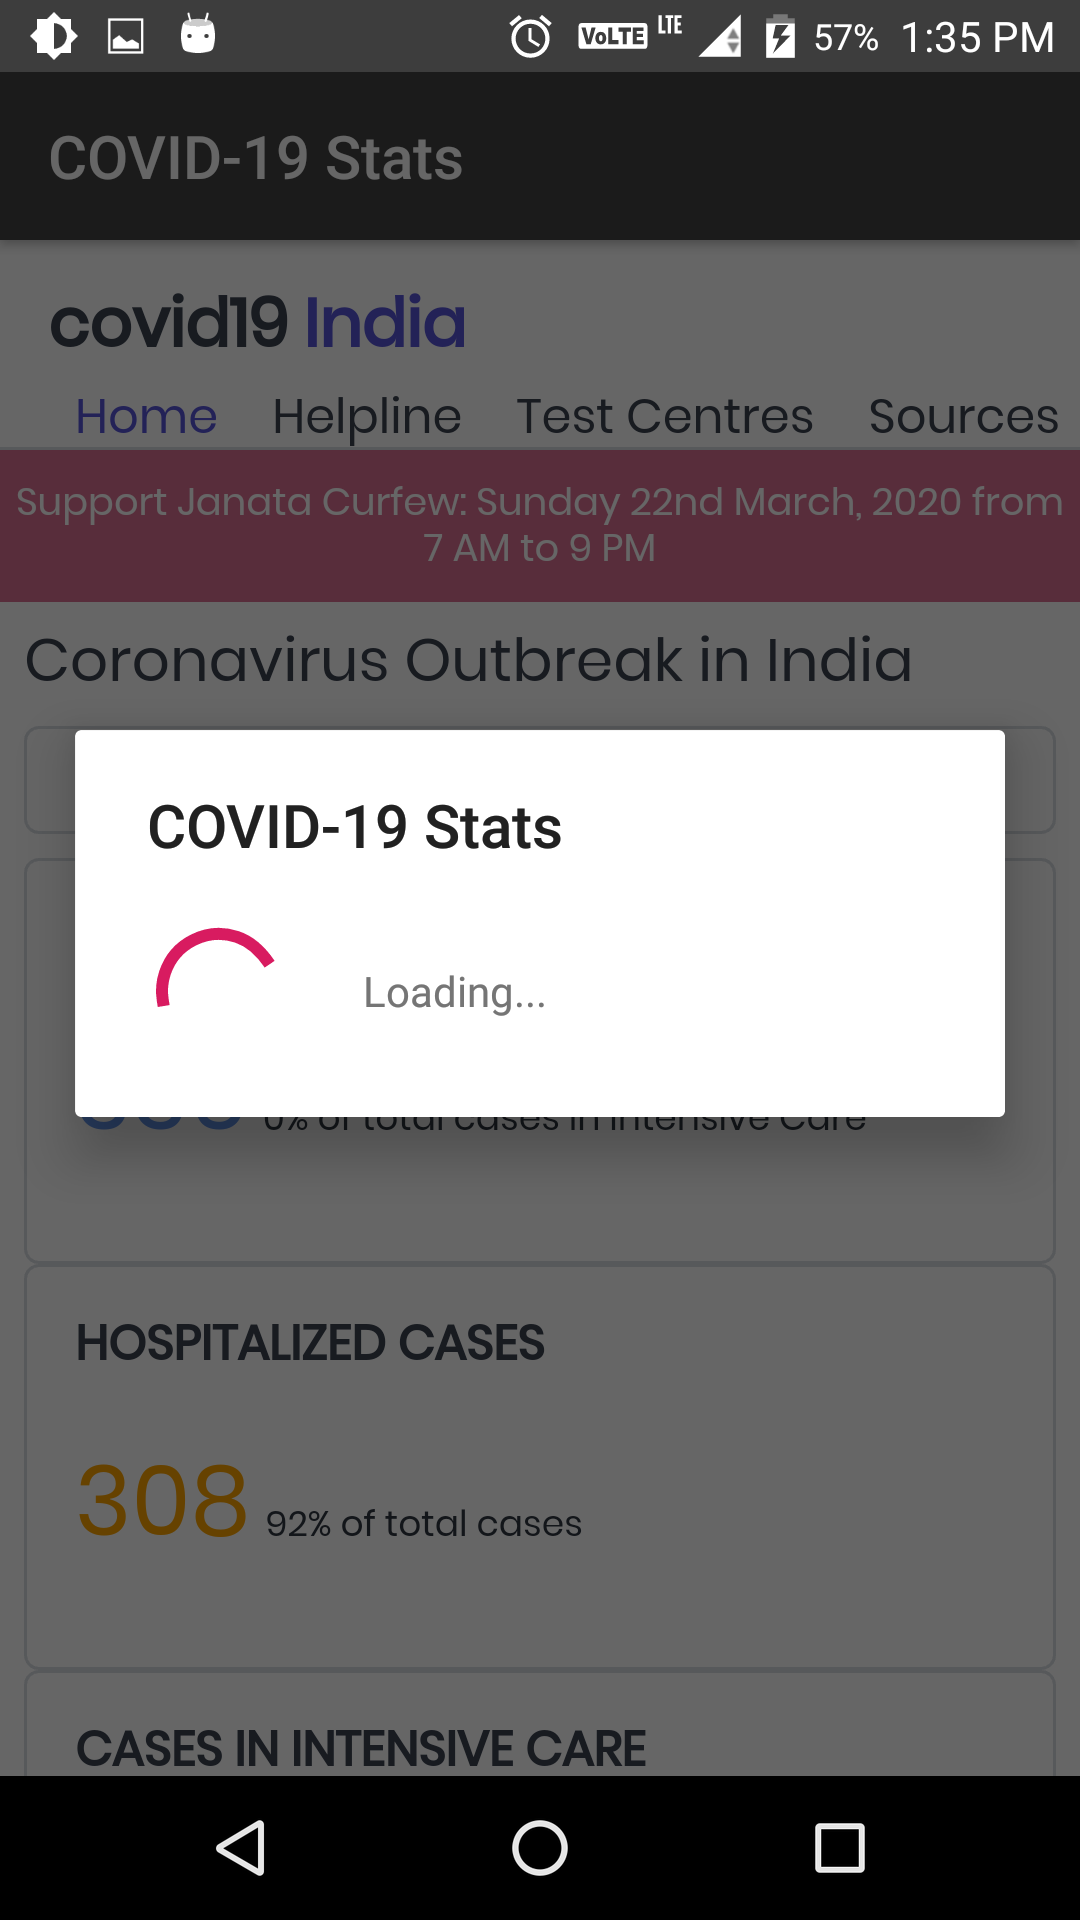 VoLTE LTE 57% 1:35 PM
COVID-19 Stats
covid19 India
Home Helpline Test Centres Sources
Support Janata Curfew: Sunday 22nd March, 2020 from
7 AM to 9 PM
Coronavirus Outbreak in India
COVID-19 Stats
Loading...
0% of total cases in Intensive Care
HOSPITALIZED CASES
308 92% of total cases
CASES IN INTENSIVE CARE